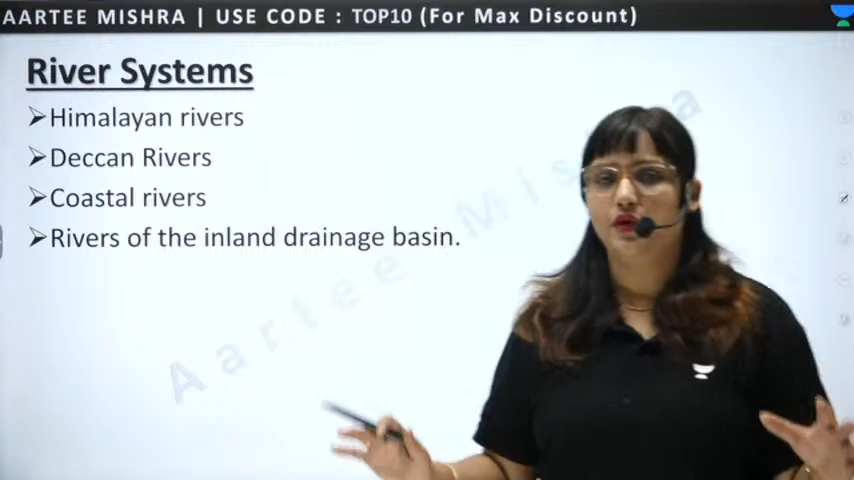 AARTEE MISHRA | USE CODE : TOP10 (For Max Discount)
River Systems
➢Himalayan rivers
➢Deccan Rivers
➢Coastal rivers
➢Rivers of the inland drainage basin.
Aartee Mishra